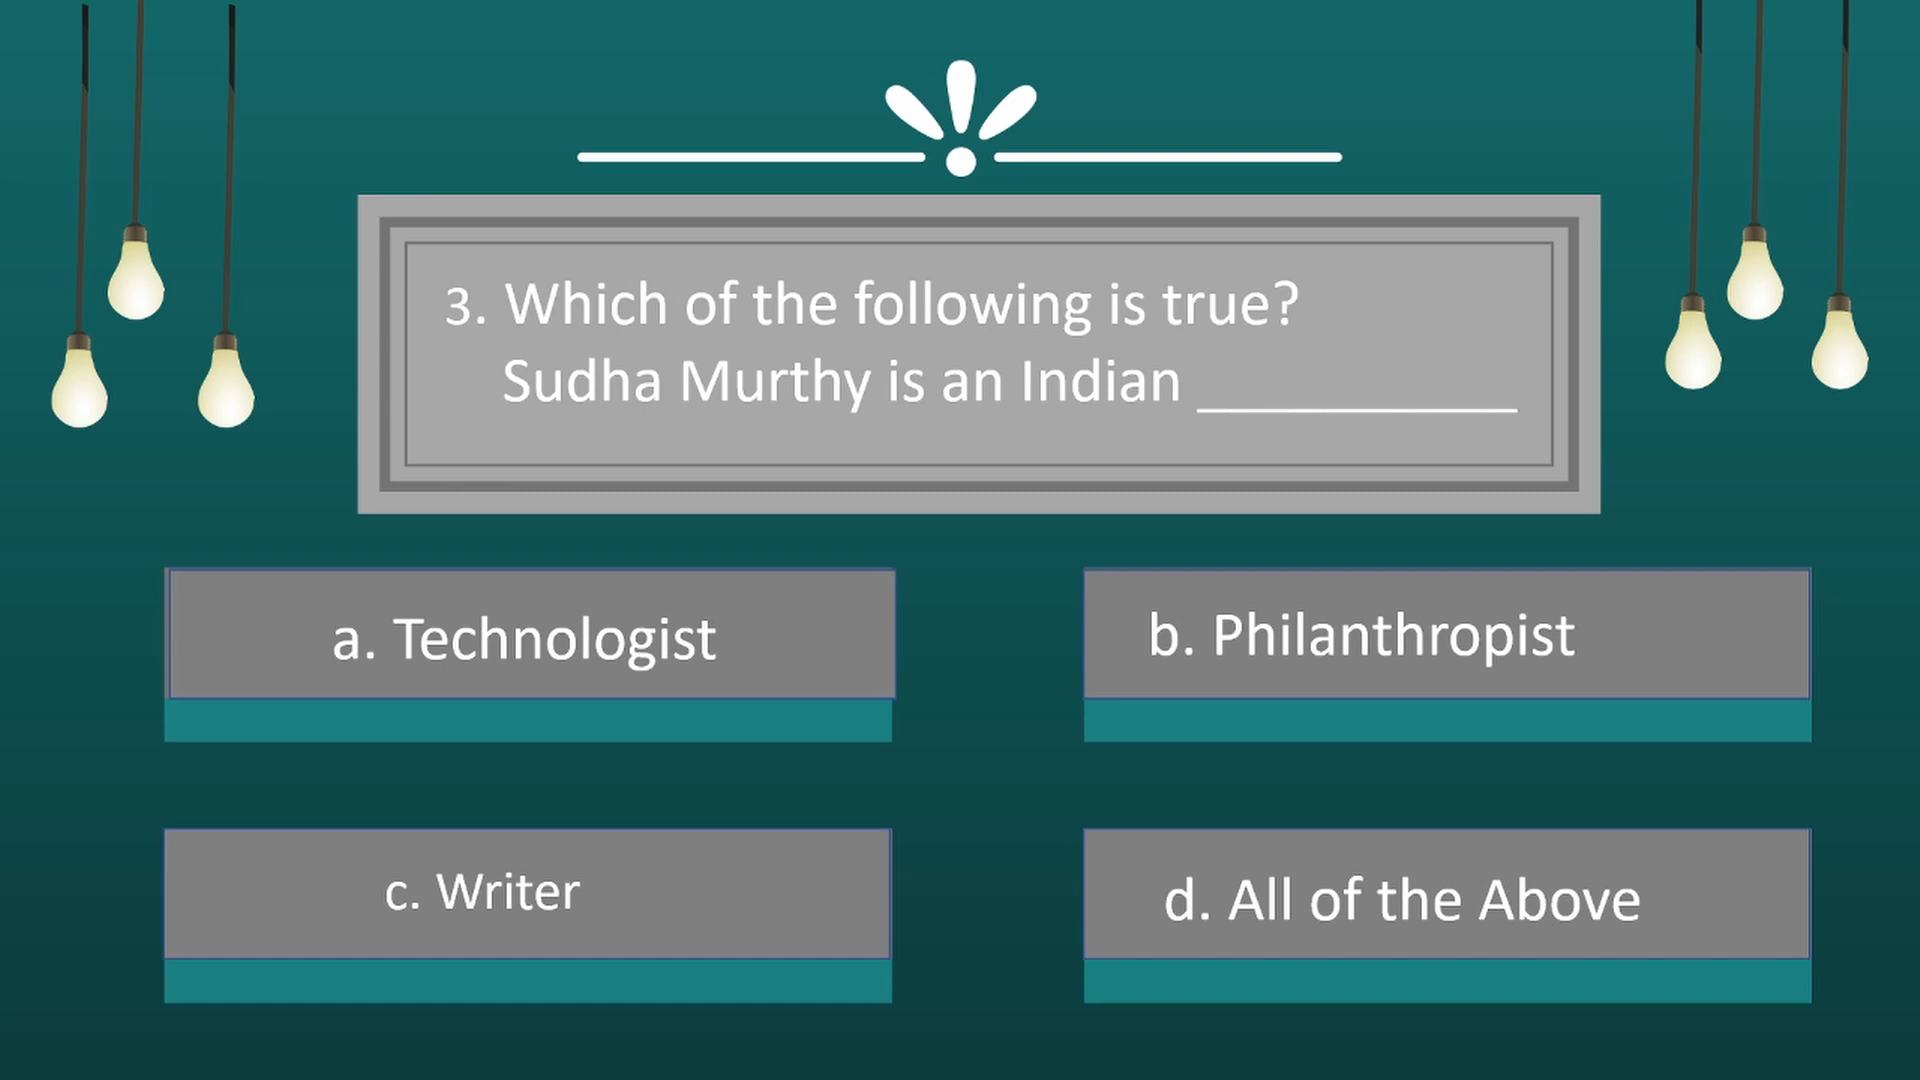 3. Which of the following is true?
Sudha Murthy is an Indian ___________
a. Technologist
b. Philanthropist
c. Writer
d. All of the Above